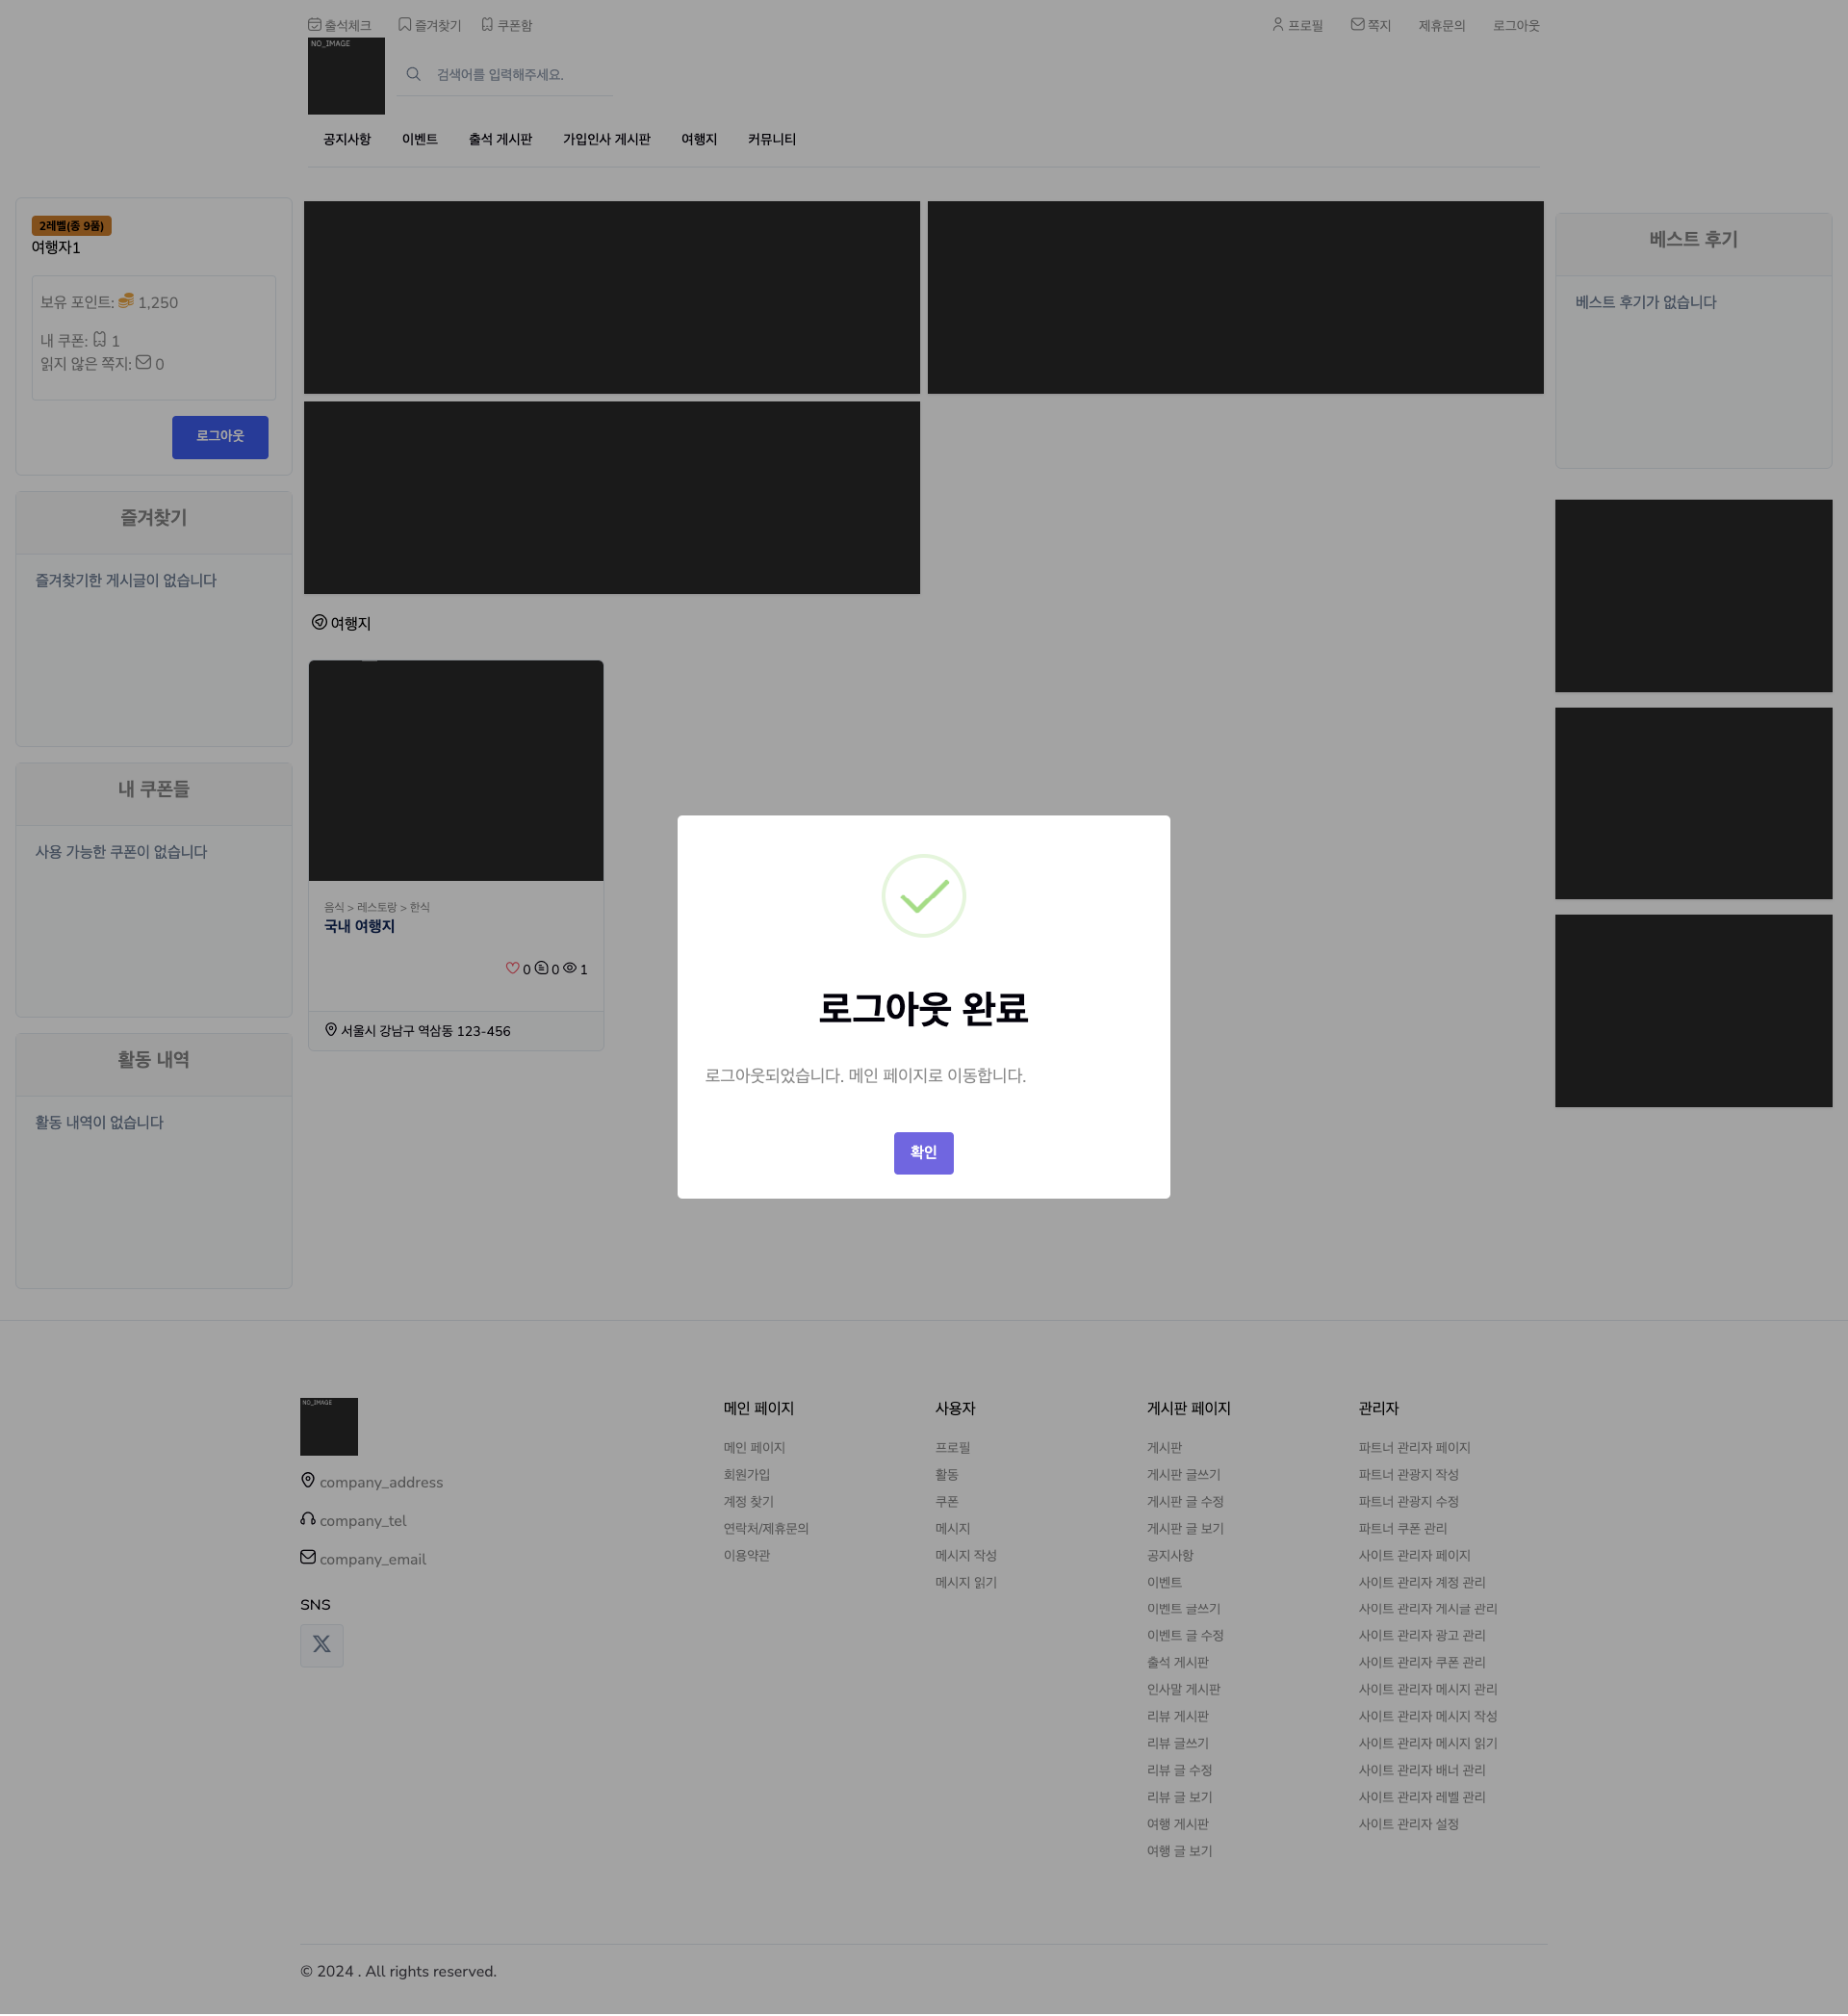 출석체크 즐겨찾기 쿠폰함 프로필 쪽지 제휴문의 로그아웃
NO_IMAGE
검색어를 입력해주세요.
공지사항 이벤트 출석 게시판 가입인사 게시판 여행지 커뮤니티
2레벨(종 9품)
여행자1
보유 포인트: 1,250
내 쿠폰: 1
읽지 않은 쪽지: 0
로그아웃
즐겨찾기
즐겨찾기한 게시글이 없습니다
내 쿠폰들
사용 가능한 쿠폰이 없습니다
활동 내역
활동 내역이 없습니다
여행지
음식 > 레스토랑 > 한식
국내 여행지
0 0 1
서울시 강남구 역삼동 123-456
베스트 후기
베스트 후기가 없습니다
로그아웃 완료
로그아웃되었습니다. 메인 페이지로 이동합니다.
확인
NO_IMAGE
company_address
company_tel
company_email
SNS
메인 페이지
메인 페이지
회원가입
계정 찾기
연락처/제휴문의
이용약관
사용자
프로필
활동
쿠폰
메시지
메시지 작성
메시지 읽기
게시판 페이지
게시판
게시판 글쓰기
게시판 글 수정
게시판 글 보기
공지사항
이벤트
이벤트 글쓰기
이벤트 글 수정
출석 게시판
인사말 게시판
리뷰 게시판
리뷰 글쓰기
리뷰 글 수정
리뷰 글 보기
여행 게시판
여행 글 보기
관리자
파트너 관리자 페이지
파트너 관광지 작성
파트너 관광지 수정
파트너 쿠폰 관리
사이트 관리자 페이지
사이트 관리자 계정 관리
사이트 관리자 게시글 관리
사이트 관리자 광고 관리
사이트 관리자 쿠폰 관리
사이트 관리자 메시지 관리
사이트 관리자 메시지 작성
사이트 관리자 메시지 읽기
사이트 관리자 배너 관리
사이트 관리자 레벨 관리
사이트 관리자 설정
© 2024 . All rights reserved.